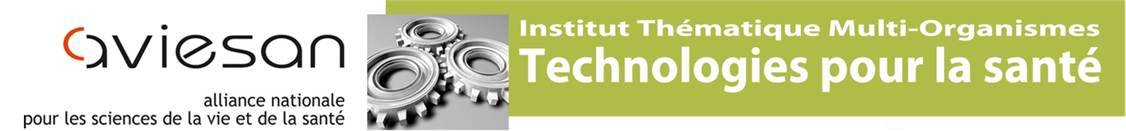 aviesan
alliance nationale
pour les sciences de la vie et de la santé
Institut Thématique Multi-Organismes
Technologies pour la santé